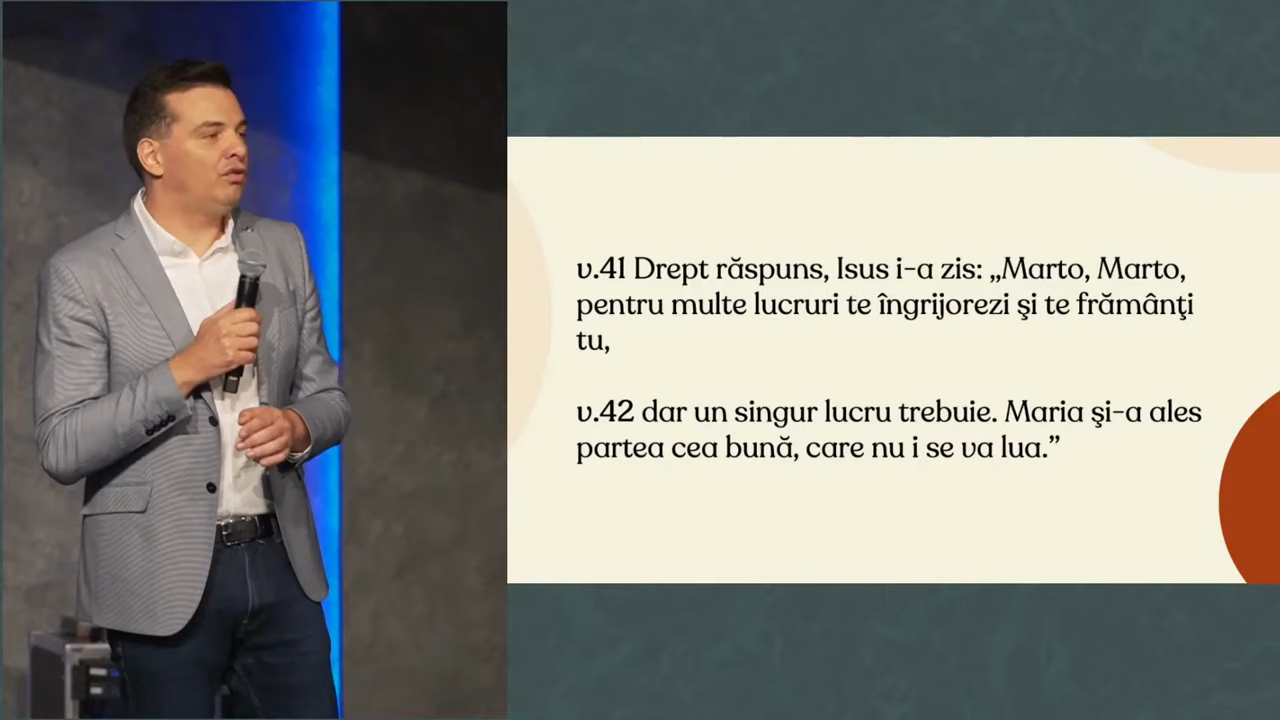 v.41 Drept răspuns, Isus i-a zis: „Marto, Marto,
pentru multe lucruri te îngrijorezi şi te frământţi
tu,
v.42 dar un singur lucru trebuie. Maria şi-a ales
partea cea bună, care nu i se va lua.”